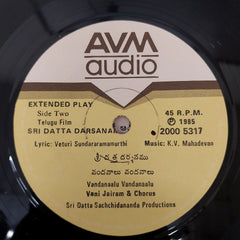 AVM
audio
EXTENDED PLAY
Side Two
Telugu Film
45 R.P.M.
℗ 1985
SRI DATTA DARSANAM
2000 5317
Lyric: Veturi Sundararamamurthi
Music: K.V. Mahadevan
శ్రీ దత్త దర్శనము
వందనాలు వందనాలు
Vandanaalu Vandanaalu
Vani Jairam & Chorus
Sri Datta Sachchidananda Productions